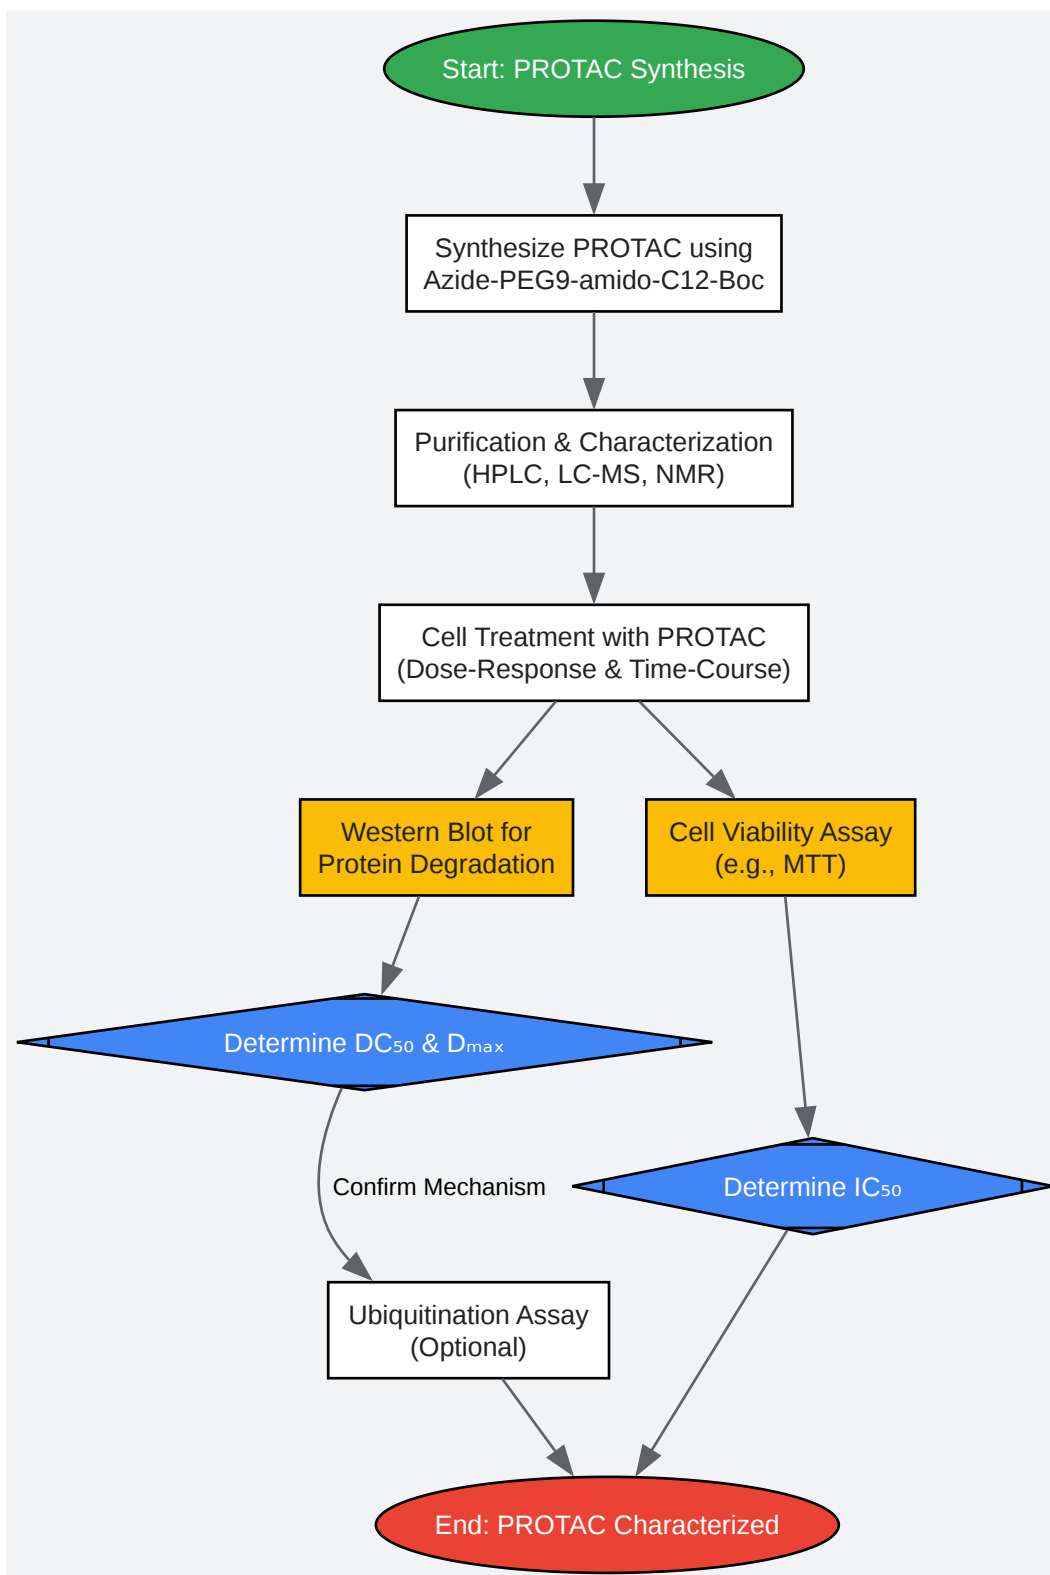 Start: PROTAC Synthesis
Synthesize PROTAC using
Azide-PEG9-amido-C12-Boc
Purification & Characterization
(HPLC, LC-MS, NMR)
Cell Treatment with PROTAC
(Dose-Response & Time-Course)
Western Blot for
Protein Degradation
Cell Viability Assay
(e.g., MTT)
Determine DC₅₀ & Dₘₐₓ
Confirm Mechanism
Determine IC₅₀
Ubiquitination Assay
(Optional)
End: PROTAC Characterized